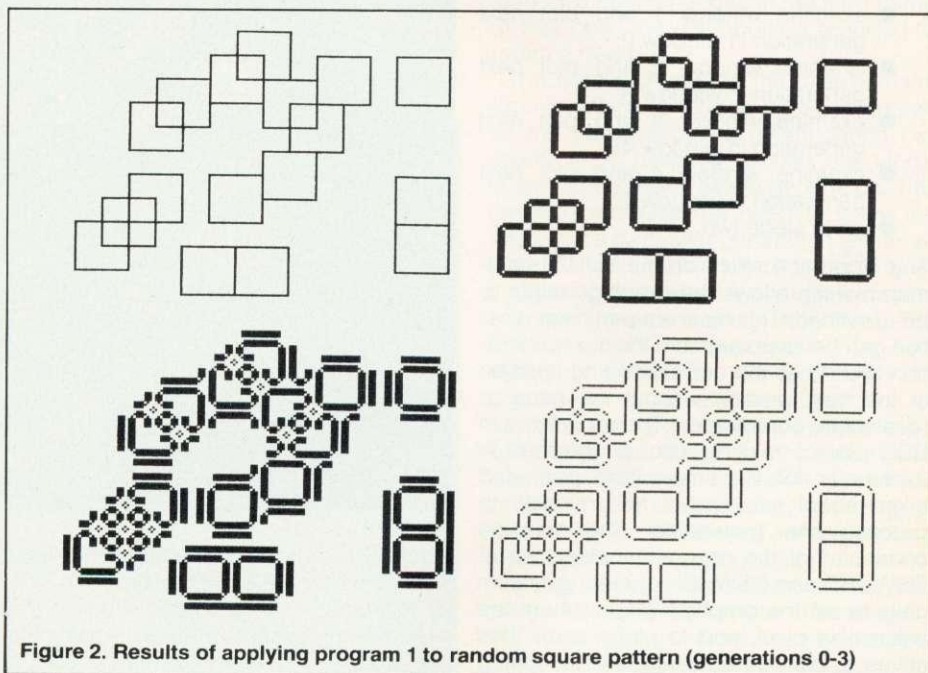 Figure 2. Results of applying program 1 to random square pattern (generations 0-3)